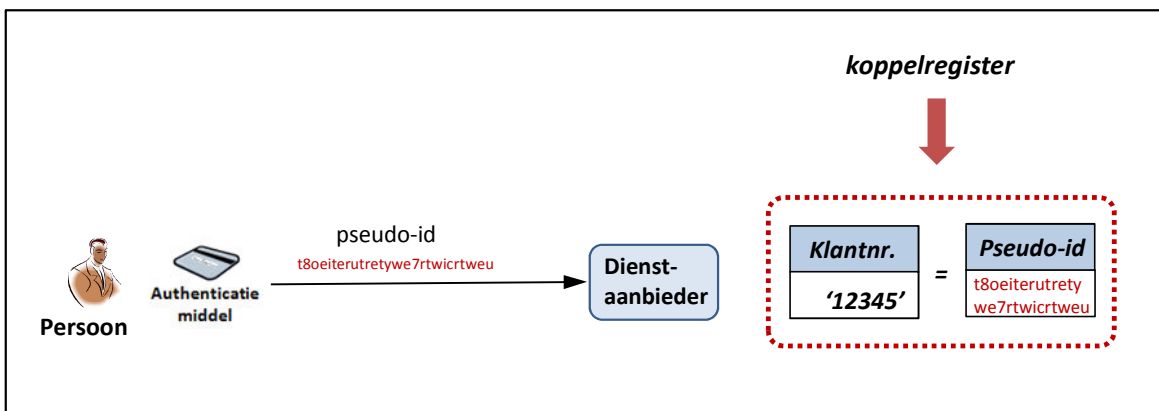 koppelregister
pseudo-id
t8oeiterutretywe7rtwicrtweu
Persoon
Authenticatie
middel
Dienst-
aanbieder
Klantnr.
‘12345’
=
Pseudo-id
t8oeiterutrety
we7rtwicrtweu